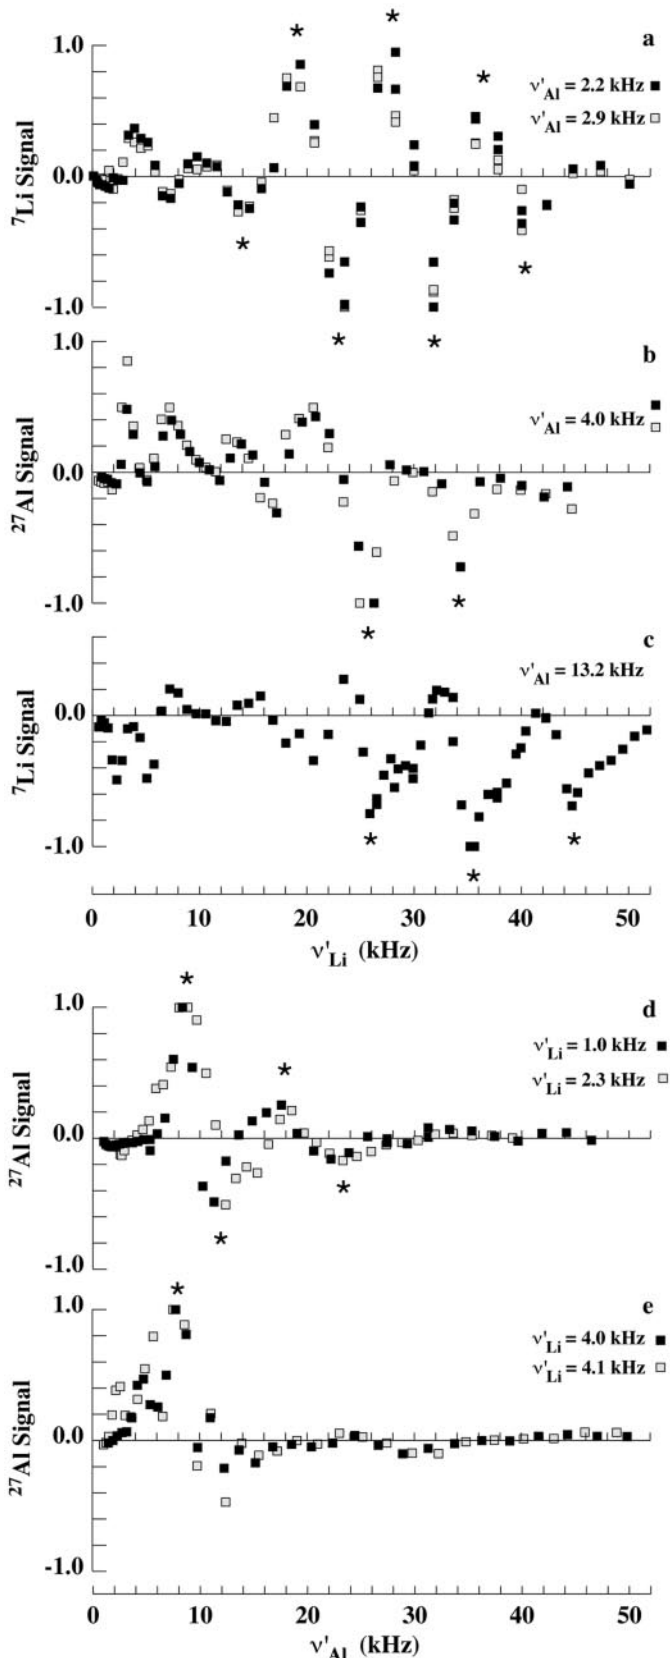 a
1.0
ν'Al = 2.2 kHz
ν'Al = 2.9 kHz
7Li Signal
0.0
-1.0
b
1.0
ν'Al = 4.0 kHz
27Al Signal
0.0
-1.0
c
ν'Al = 13.2 kHz
7Li Signal
0.0
-1.0
0 10 20 30 40 50
ν'Li (kHz)
d
1.0
ν'Li = 1.0 kHz
ν'Li = 2.3 kHz
27Al Signal
0.0
-1.0
e
1.0
ν'Li = 4.0 kHz
ν'Li = 4.1 kHz
27Al Signal
0.0
-1.0
0 10 20 30 40 50
ν'Al (kHz)